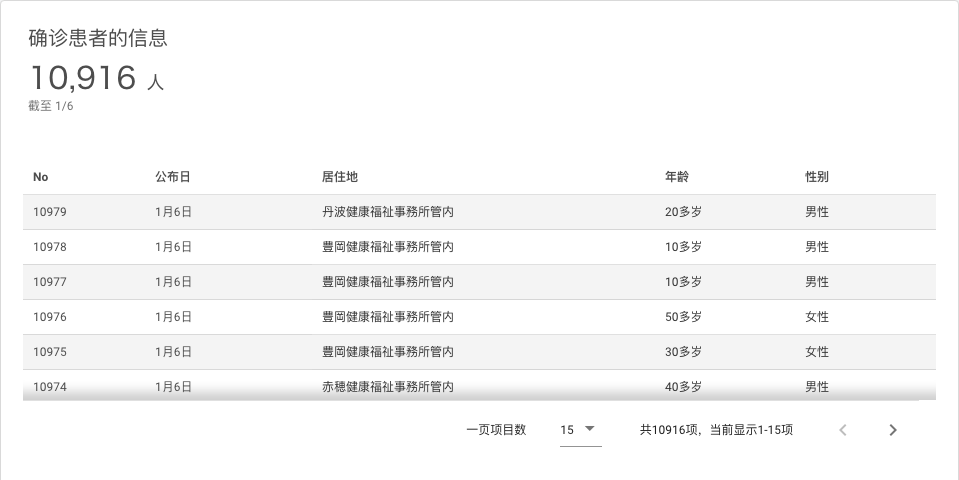 确诊患者的信息
10,916 人
截至 1/6
No 公布日 居住地 年龄 性别
10979 1月6日 丹波健康福祉事務所管内 20多岁 男性
10978 1月6日 豊岡健康福祉事務所管内 10多岁 男性
10977 1月6日 豊岡健康福祉事務所管内 10多岁 男性
10976 1月6日 豊岡健康福祉事務所管内 50多岁 女性
10975 1月6日 豊岡健康福祉事務所管内 30多岁 女性
10974 1月6日 赤穂健康福祉事務所管内 40多岁 男性
一页项目数 15 共10916项，当前显示1-15项